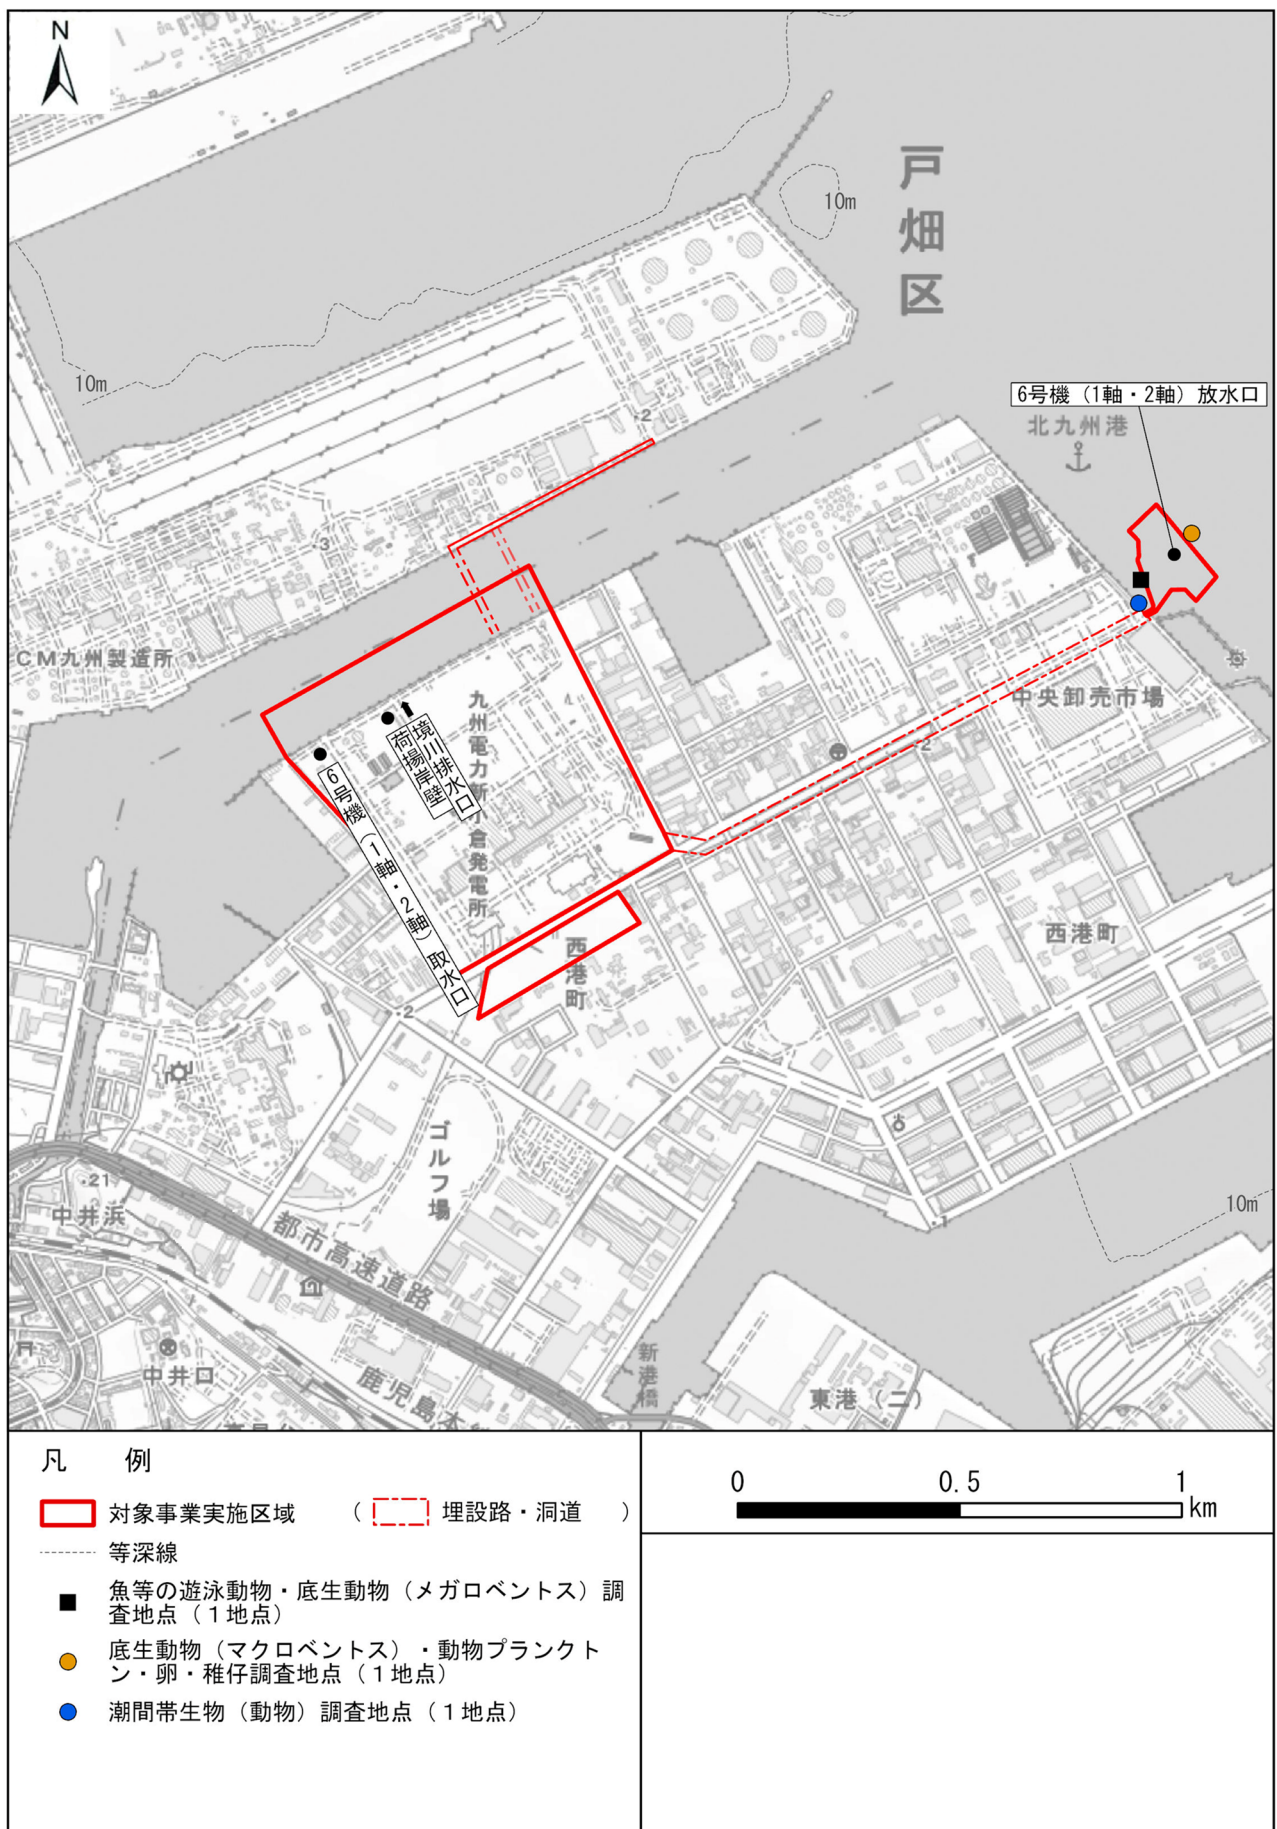 N
10m
戸畑区
10m
6号機（1軸・2軸）放水口
北九州港
・2
・3
CM九州製造所
中央卸売市場
九州電力新小倉発電所
境川排水口
荷揚岸壁
6号機（1軸・2軸）取水口
・2
西港町
西港町
・2
ゴルフ場
・21
中井浜
都市高速道路
・1
10m
中井口
鹿児島本線
新港橋
東港（二）
凡　例
対象事業実施区域　（　埋設路・洞道　）
等深線
魚等の遊泳動物・底生動物（メガロベントス）調
査地点（１地点）
底生動物（マクロベントス）・動物プランクト
ン・卵・稚仔調査地点（１地点）
潮間帯生物（動物）調査地点（１地点）
0　0.5　1
km